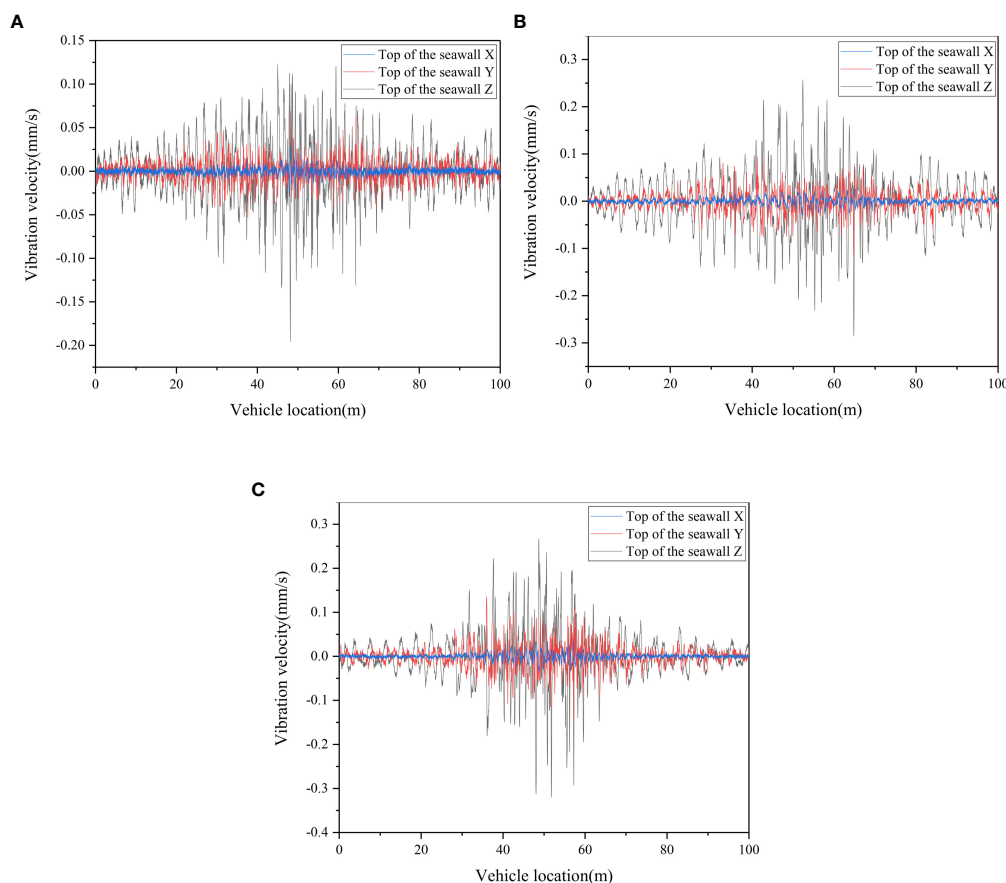 A
0.15
0.10
0.05
0.00
-0.05
-0.10
-0.15
-0.20
Vibration velocity(mm/s)
Top of the seawall X
Top of the seawall Y
Top of the seawall Z
0 20 40 60 80 100
Vehicle location(m)
B
0.3
0.2
0.1
0.0
-0.1
-0.2
-0.3
Vibration velocity(mm/s)
Top of the seawall X
Top of the seawall Y
Top of the seawall Z
0 20 40 60 80 100
Vehicle location(m)
C
0.3
0.2
0.1
0.0
-0.1
-0.2
-0.3
-0.4
Vibration velocity(mm/s)
Top of the seawall X
Top of the seawall Y
Top of the seawall Z
0 20 40 60 80 100
Vehicle location(m)